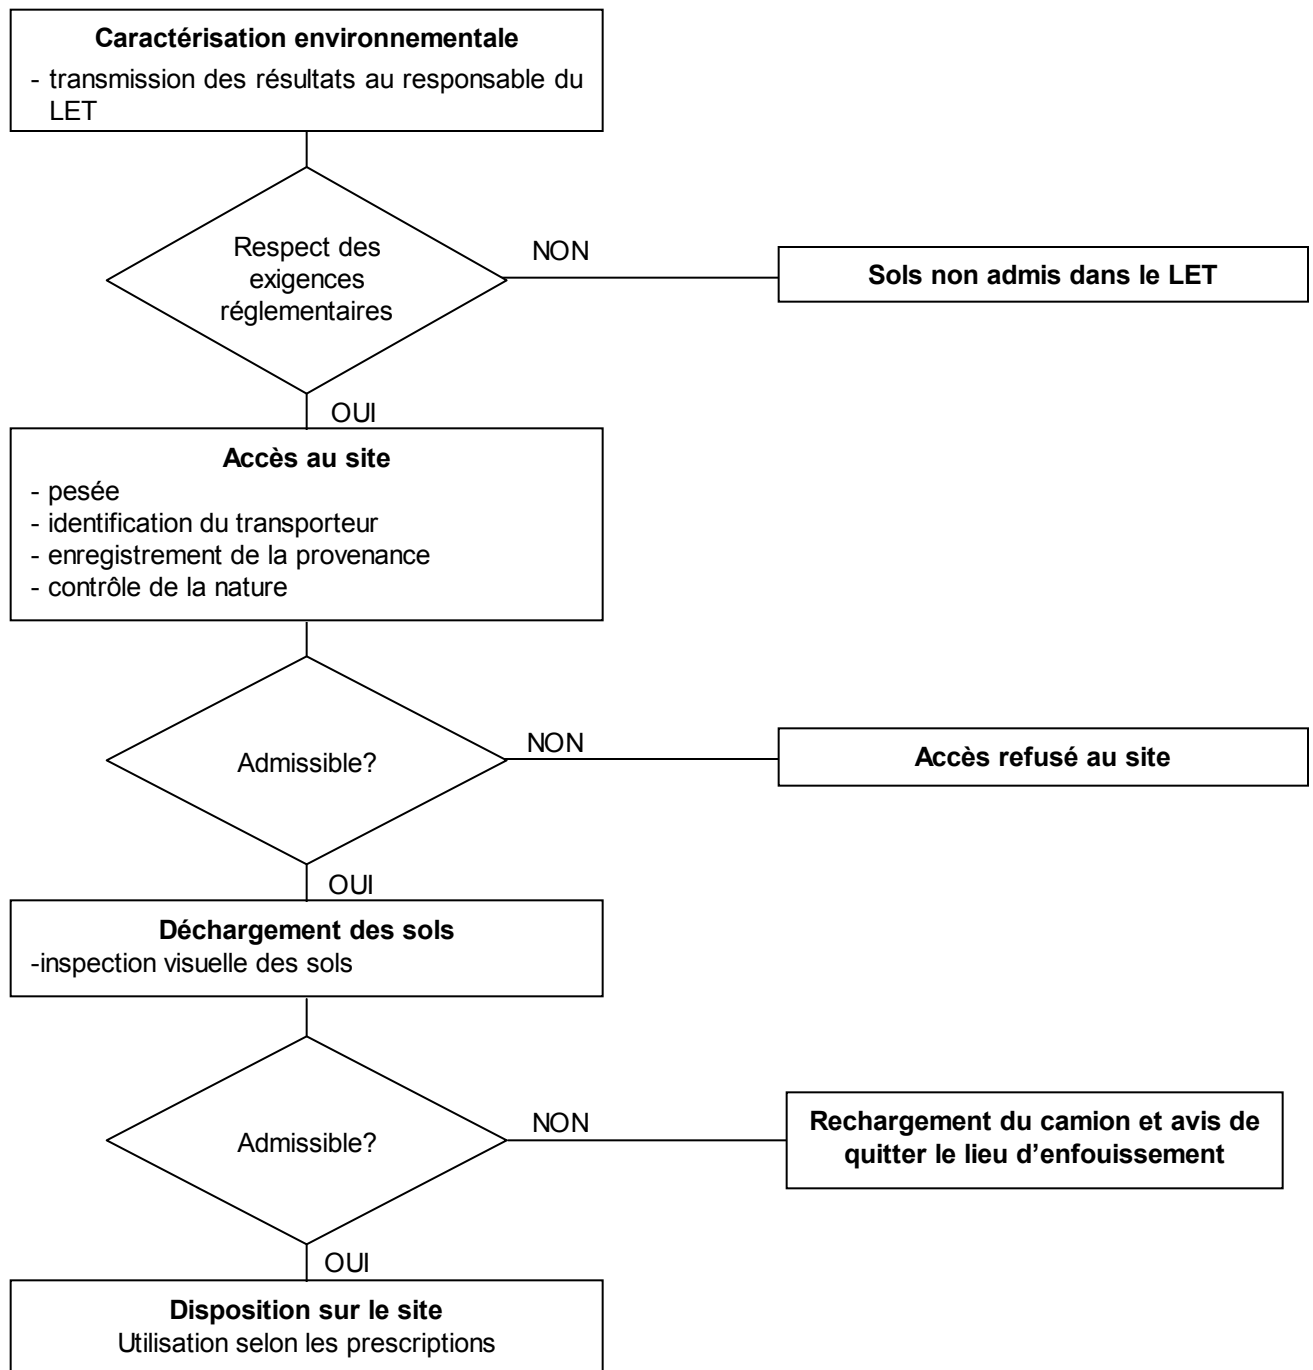 Caractérisation environnementale
- transmission des résultats au responsable du
LET
Respect des
exigences
réglementaires
NON
Sols non admis dans le LET
OUI
Accès au site
- pesée
- identification du transporteur
- enregistrement de la provenance
- contrôle de la nature
Admissible?
NON
Accès refusé au site
OUI
Déchargement des sols
-inspection visuelle des sols
Admissible?
NON
Rechargement du camion et avis de
quitter le lieu d'enfouissement
OUI
Disposition sur le site
Utilisation selon les prescriptions